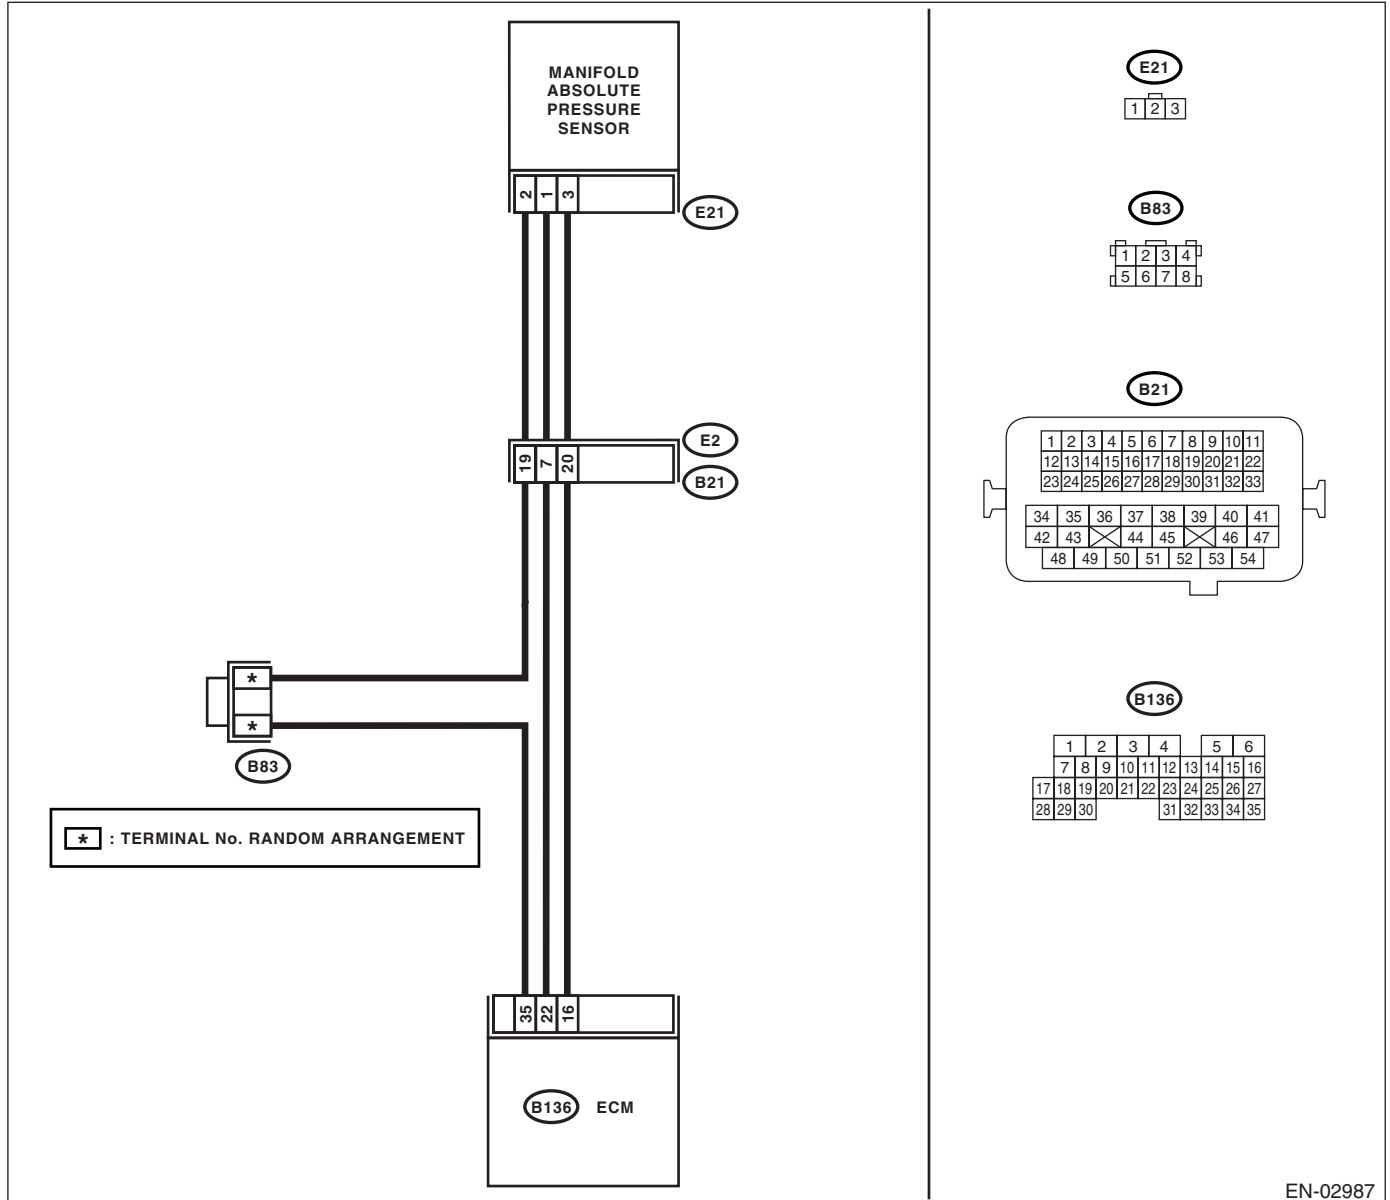 MANIFOLD
ABSOLUTE
PRESSURE
SENSOR
2 1 3
E21
E2
19 7 20
B21
*
*
B83
* : TERMINAL No. RANDOM ARRANGEMENT
35 22 16
B136 ECM
E21
1 2 3
B83
1 2 3 4
5 6 7 8
B21
1 2 3 4 5 6 7 8 9 10 11
12 13 14 15 16 17 18 19 20 21 22
23 24 25 26 27 28 29 30 31 32 33
34 35 36 37 38 39 40 41
42 43 44 45 46 47
48 49 50 51 52 53 54
B136
1 2 3 4 5 6
7 8 9 10 11 12 13 14 15 16
17 18 19 20 21 22 23 24 25 26 27
28 29 30 31 32 33 34 35
EN-02987